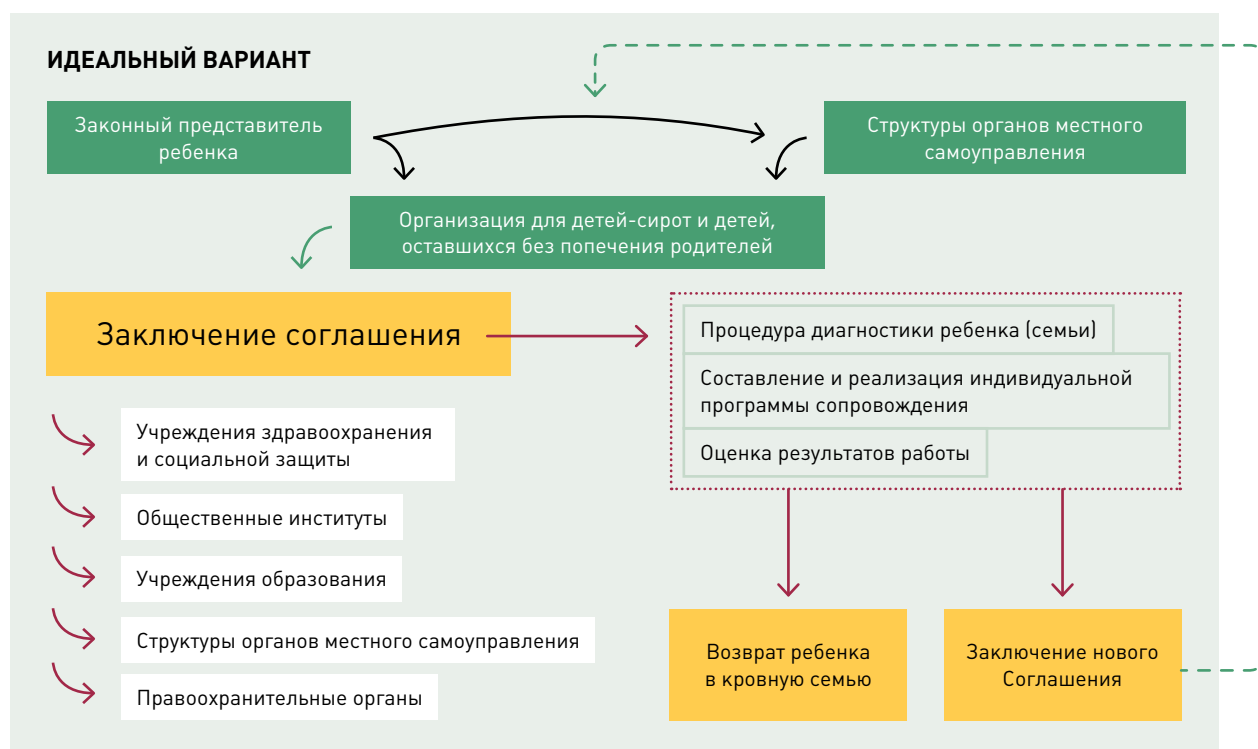 ИДЕАЛЬНЫЙ ВАРИАНТ
Законный представитель
ребенка
Структуры органов местного
самоуправления
Организация для детей-сирот и детей,
оставшихся без попечения родителей
Заключение соглашения
Процедура диагностики ребенка (семьи)
Составление и реализация индивидуальной
программы сопровождения
Оценка результатов работы
Учреждения здравоохранения
и социальной защиты
Общественные институты
Учреждения образования
Структуры органов местного самоуправления
Правоохранительные органы
Возврат ребенка
в кровную семью
Заключение нового
Соглашения